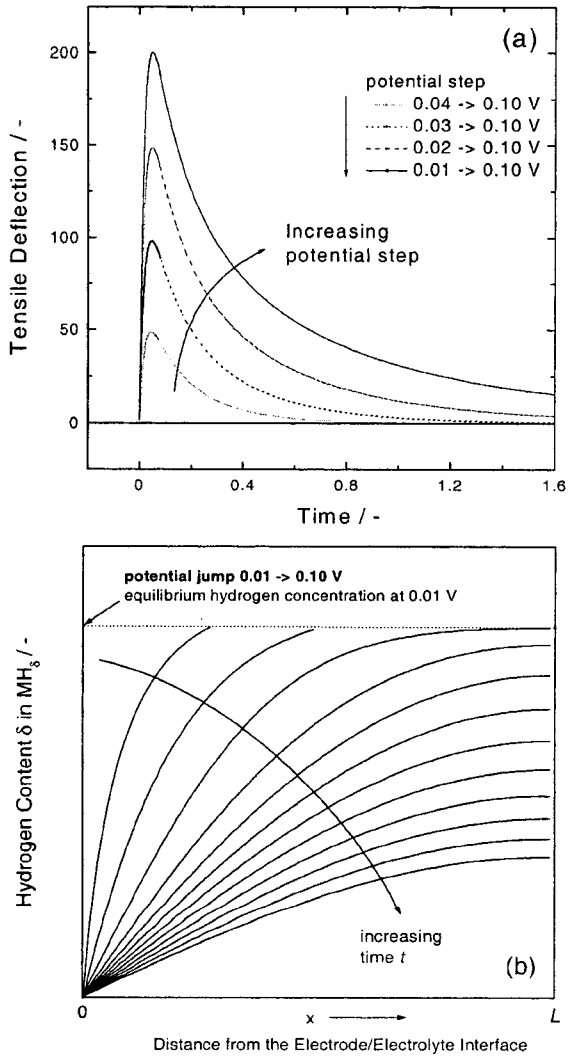 (a)
200
150
100
50
0
Tensile Deflection / -
potential step
0.04 -> 0.10 V
0.03 -> 0.10 V
0.02 -> 0.10 V
0.01 -> 0.10 V
Increasing
potential step
0
0.4
0.8
1.2
1.6
Time / -
potential jump 0.01 -> 0.10 V
equilibrium hydrogen concentration at 0.01 V
Hydrogen Content δ in MHδ / -
increasing
time t
(b)
0
x
L
Distance from the Electrode/Electrolyte Interface